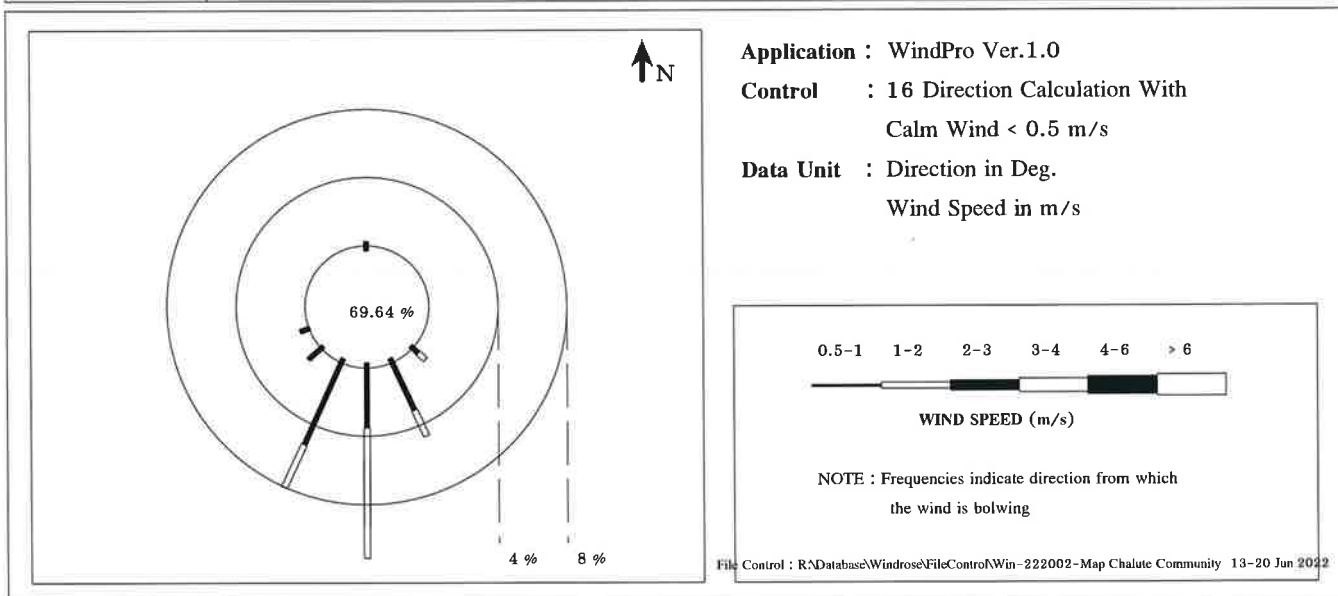 N
69.64 %
4 %
8 %
Application : WindPro Ver.1.0
Control : 16 Direction Calculation With
Calm Wind < 0.5 m/s
Data Unit : Direction in Deg.
Wind Speed in m/s
0.5-1 1-2 2-3 3-4 4-6 > 6
WIND SPEED (m/s)
NOTE : Frequencies indicate direction from which
the wind is bolwing
File Control : R:\Database\Windrose\FileControl\Win-222002-Map Chalute Community 13-20 Jun 2022